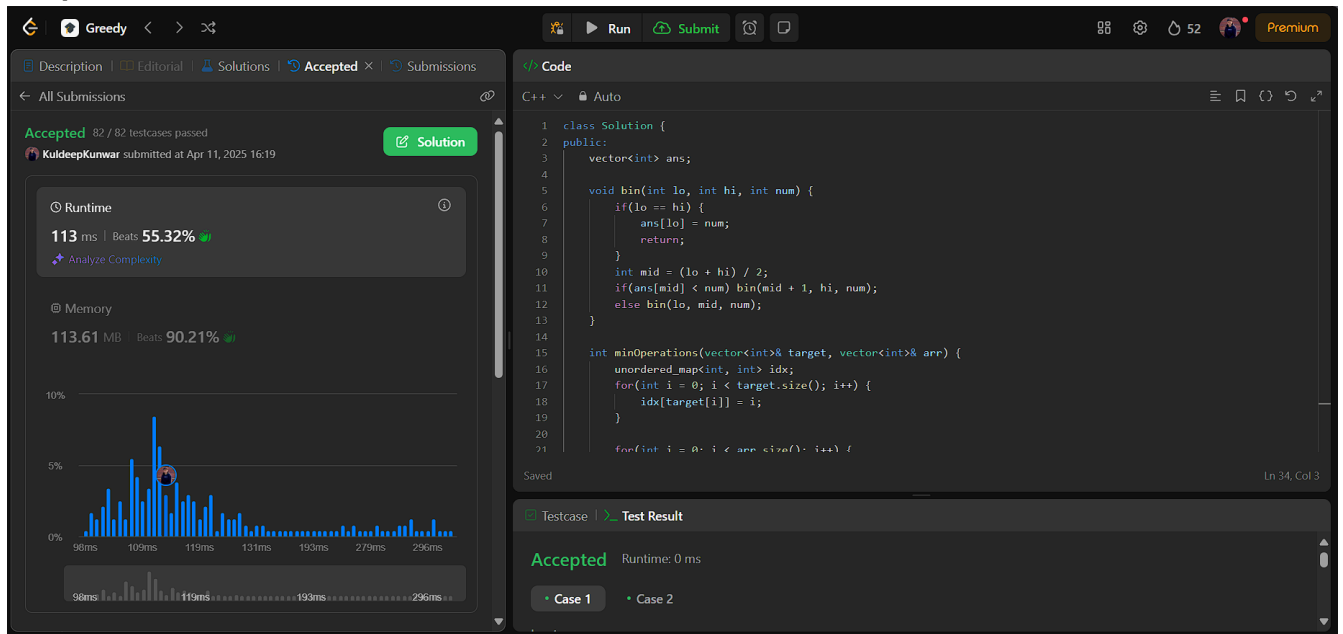 Greedy
Run
Submit
52
Premium
Description
Editorial
Solutions
Accepted
Submissions
All Submissions
Accepted 82 / 82 testcases passed
KuldeepKunwar submitted at Apr 11, 2025 16:19
Solution
Runtime
113 ms | Beats 55.32%
Analyze Complexity
Memory
113.61 MB | Beats 90.21%
10%
5%
0%
98ms 109ms 119ms 131ms 193ms 279ms 296ms
98ms 119ms 193ms 296ms
</> Code
C++ Auto
1 class Solution {
2 public:
3     vector<int> ans;
4
5     void bin(int lo, int hi, int num) {
6         if(lo == hi) {
7             ans[lo] = num;
8             return;
9         }
10         int mid = (lo + hi) / 2;
11         if(ans[mid] < num) bin(mid + 1, hi, num);
12         else bin(lo, mid, num);
13     }
14
15     int minOperations(vector<int>& target, vector<int>& arr) {
16         unordered_map<int, int> idx;
17         for(int i = 0; i < target.size(); i++) {
18             idx[target[i]] = i;
19         }
20
21         for(int i = 0; i < arr.size(); i++) {
Saved
Ln 34, Col 3
Testcase
Test Result
Accepted Runtime: 0 ms
• Case 1 • Case 2